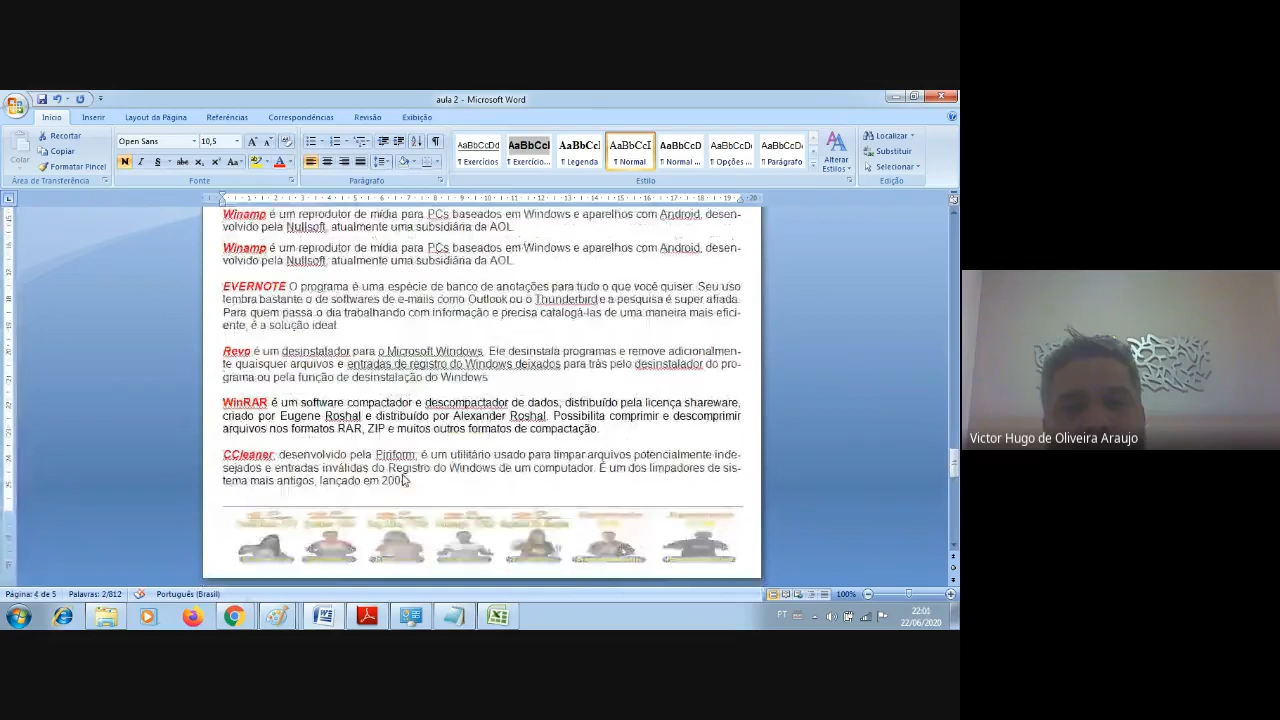 aula 2 - Microsoft Word
Início Inserir Layout da Página Referências Correspondências Revisão Exibição
Colar
Recortar
Copiar
Formatar Pincel
Área de Transferência
Open Sans 10,5
Fonte
Parágrafo
AaBbCcDd AaBbCcI AaBbCc AaBbCcI AaBbCcD AaBbCcDc AaBbCcDc
¶ Exercícios ¶ Exercício... ¶ Legenda ¶ Normal ¶ Normal ... ¶ Opções ... ¶ Parágrafo
Alterar Estilos
Estilo
Localizar
Substituir
Selecionar
Edição
Winamp é um reprodutor de mídia para PCs baseados em Windows e aparelhos com Android, desen-
volvido pela Nullsoft, atualmente uma subsidiária da AOL.
Winamp é um reprodutor de mídia para PCs baseados em Windows e aparelhos com Android, desen-
volvido pela Nullsoft, atualmente uma subsidiária da AOL.
EVERNOTE O programa é uma espécie de banco de anotações para tudo o que você quiser. Seu uso
lembra bastante o de softwares de e-mails como Outlook ou o Thunderbird e a pesquisa é super afiada.
Para quem passa o dia trabalhando com informação e precisa catalogá-las de uma maneira mais efici-
ente, é a solução ideal.
Revo é um desinstalador para o Microsoft Windows. Ele desinstala programas e remove adicionalmen-
te quaisquer arquivos e entradas de registro do Windows deixados para trás pelo desinstalador do pro-
grama ou pela função de desinstalação do Windows
WinRAR é um software compactador e descompactador de dados, distribuído pela licença shareware,
criado por Eugene Roshal e distribuído por Alexander Roshal. Possibilita comprimir e descomprimir
arquivos nos formatos RAR, ZIP e muitos outros formatos de compactação.
CCleaner, desenvolvido pela Piriform, é um utilitário usado para limpar arquivos potencialmente inde-
sejados e entradas inválidas do Registro do Windows de um computador. É um dos limpadores de sis-
tema mais antigos, lançado em
Página: 4 de 5 Palavras: 2/812 Português (Brasil) 100%
PT
22:01
22/06/2020
Victor Hugo de Oliveira Araujo